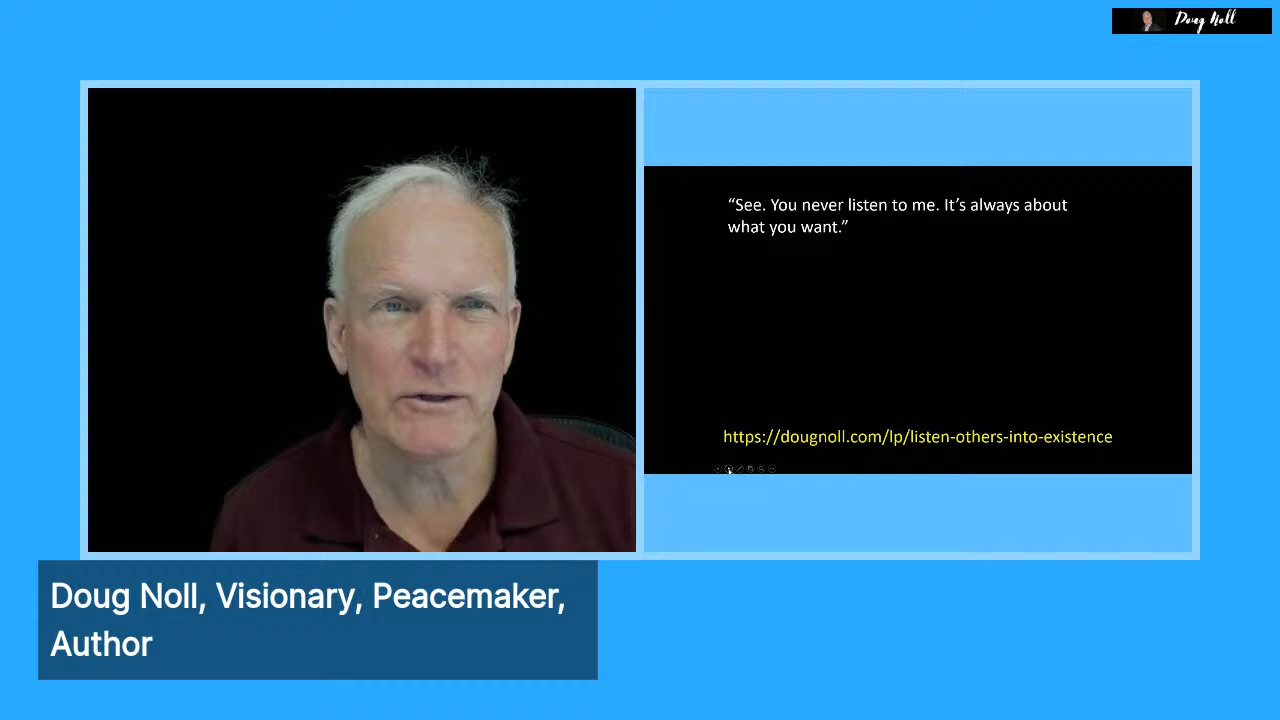 Doug Noll
“See. You never listen to me. It’s always about
what you want.”
https://dougnoll.com/lp/listen-others-into-existence
Doug Noll, Visionary, Peacemaker,
Author